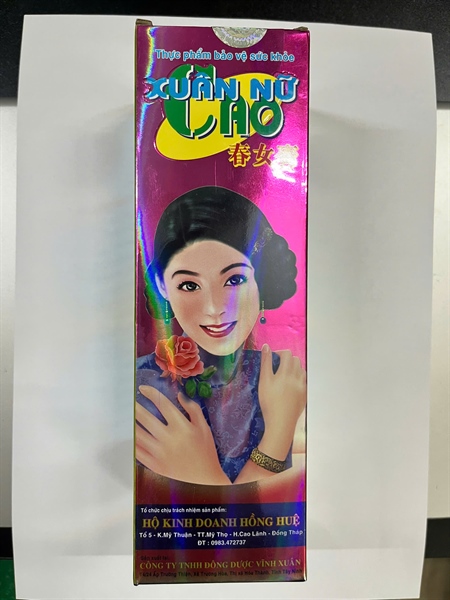 Thực phẩm bảo vệ sức khỏe
XUÂN NỮ
CAO
春女膏
Tổ chức chịu trách nhiệm sản phẩm:
HỘ KINH DOANH HỒNG HUỆ
Tổ 5 - K.Mỹ Thuận - TT.Mỹ Thọ - H.Cao Lãnh - Đồng Tháp
ĐT : 0983.472737
CÔNG TY TNHH ĐÔNG DƯỢC VĨNH XUÂN